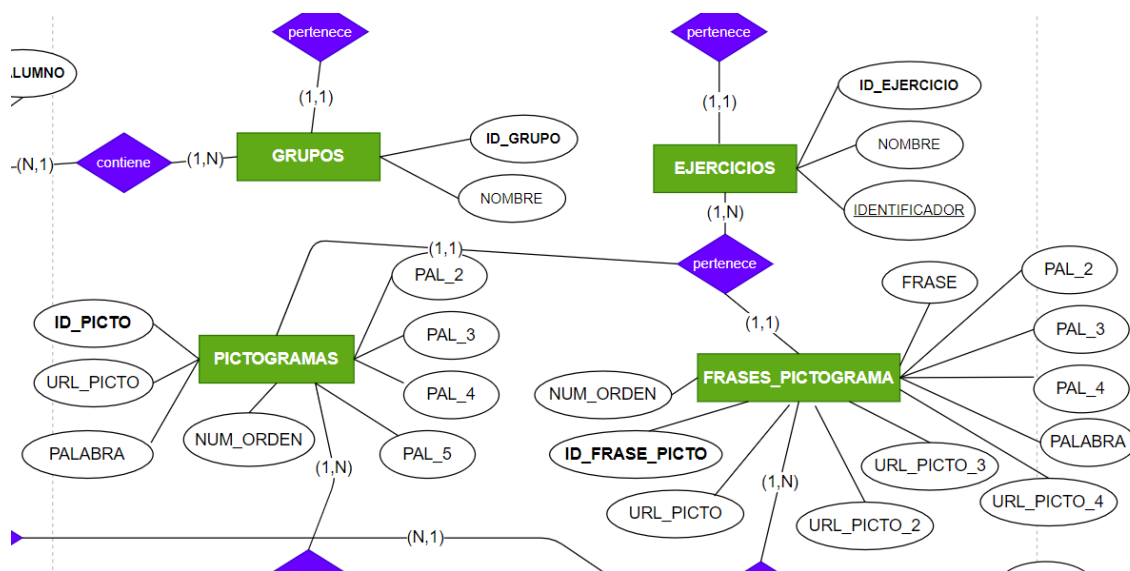 pertenece
pertenece
ALUMNO
(1,1)
(1,1)
ID_EJERCICIO
(N,1)
contiene
(1,N)
GRUPOS
ID_GRUPO
NOMBRE
EJERCICIOS
NOMBRE
IDENTIFICADOR
(1,N)
(1,1)
pertenece
PAL_2
FRASE
PAL_2
ID_PICTO
PAL_3
(1,1)
PAL_3
URL_PICTO
PICTOGRAMAS
PAL_4
NUM_ORDEN
FRASES_PICTOGRAMA
PAL_4
PALABRA
NUM_ORDEN
PAL_5
ID_FRASE_PICTO
PALABRA
(1,N)
URL_PICTO_3
(1,N)
URL_PICTO
URL_PICTO_2
URL_PICTO_4
(N,1)